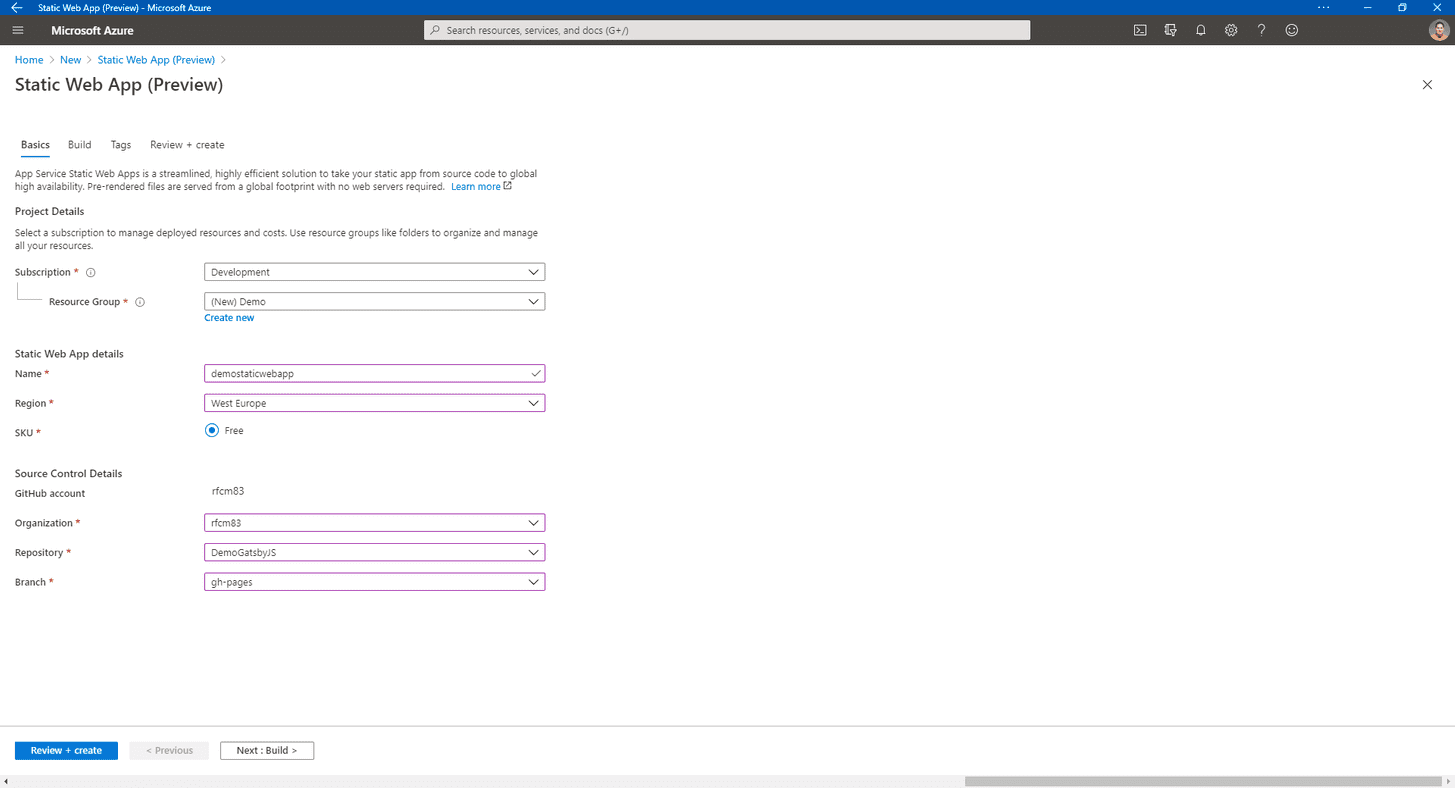 Static Web App (Preview) - Microsoft Azure
Microsoft Azure
Search resources, services, and docs (G+/)
Home > New > Static Web App (Preview) >
Static Web App (Preview)
Basics Build Tags Review + create
App Service Static Web Apps is a streamlined, highly efficient solution to take your static app from source code to global
high availability. Pre-rendered files are served from a global footprint with no web servers required. Learn more
Project Details
Select a subscription to manage deployed resources and costs. Use resource groups like folders to organize and manage
all your resources.
Subscription * Development
Resource Group * (New) Demo
Create new
Static Web App details
Name * demostaticwebapp
Region * West Europe
SKU * Free
Source Control Details
GitHub account rfcm83
Organization * rfcm83
Repository * DemoGatsbyJS
Branch * gh-pages
Review + create < Previous Next : Build >